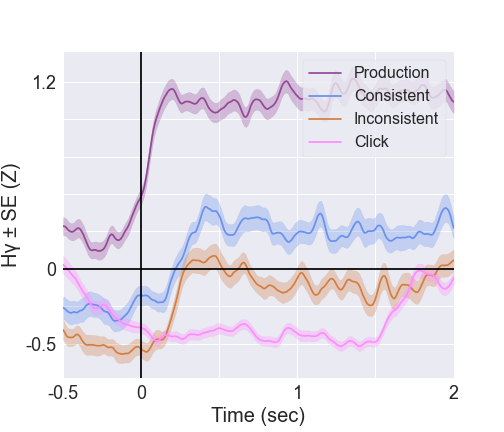 Production
Consistent
Inconsistent
Click
1.2
0
-0.5
Hγ ± SE (Z)
-0.5 0 1 2
Time (sec)